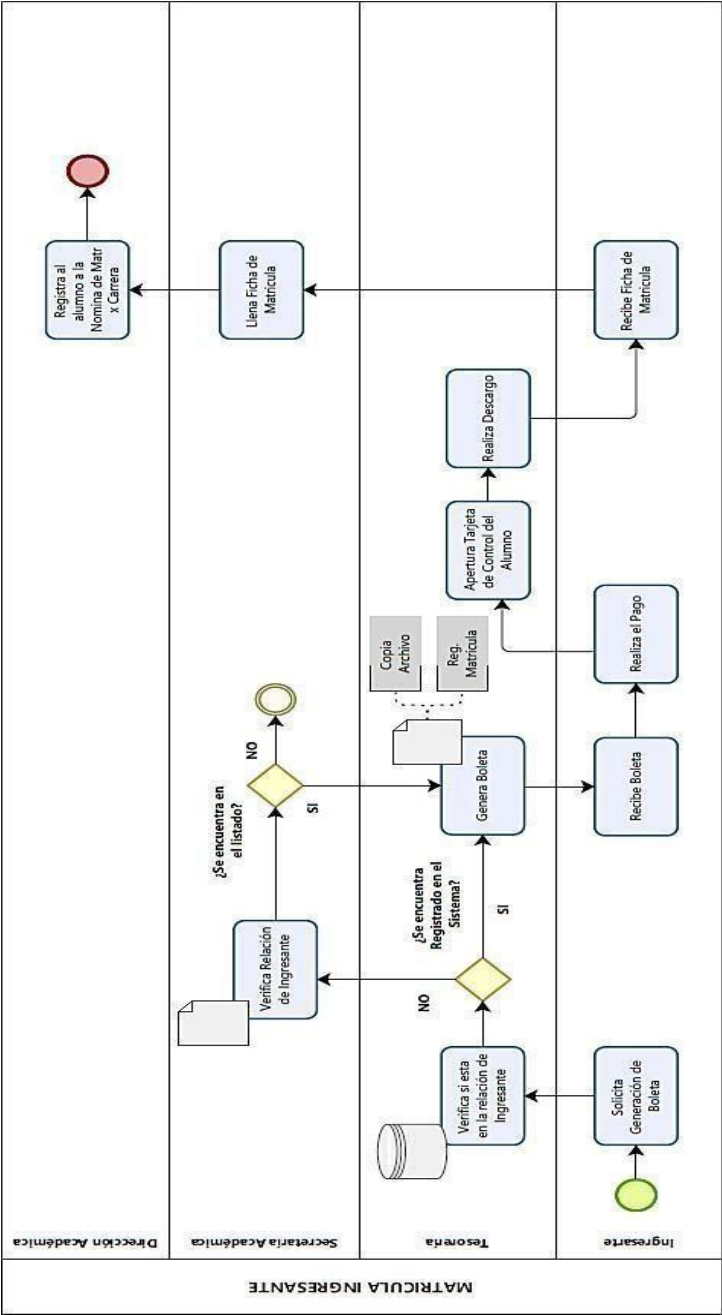 MATRICULA INGRESANTE
Dirección Académica
Registra al
alumno a la
Nomina de Matr
x Carrera
Secretaria Académica
Verifica Relación
de Ingresante
¿Se encuentra en
el listado?
NO
SI
Llena Ficha de
Matricula
Tesorería
Verifica si esta
en la relación de
Ingresante
NO
¿Se encuentra
Registrado en el
Sistema?
SI
Genera Boleta
Copia
Archivo
Reg.
Matricula
Apertura Tarjeta
de Control del
Alumno
Realiza Descargo
Ingresante
Solicita
Generación de
Boleta
Recibe Boleta
Realiza el Pago
Recibe Ficha de
Matricula